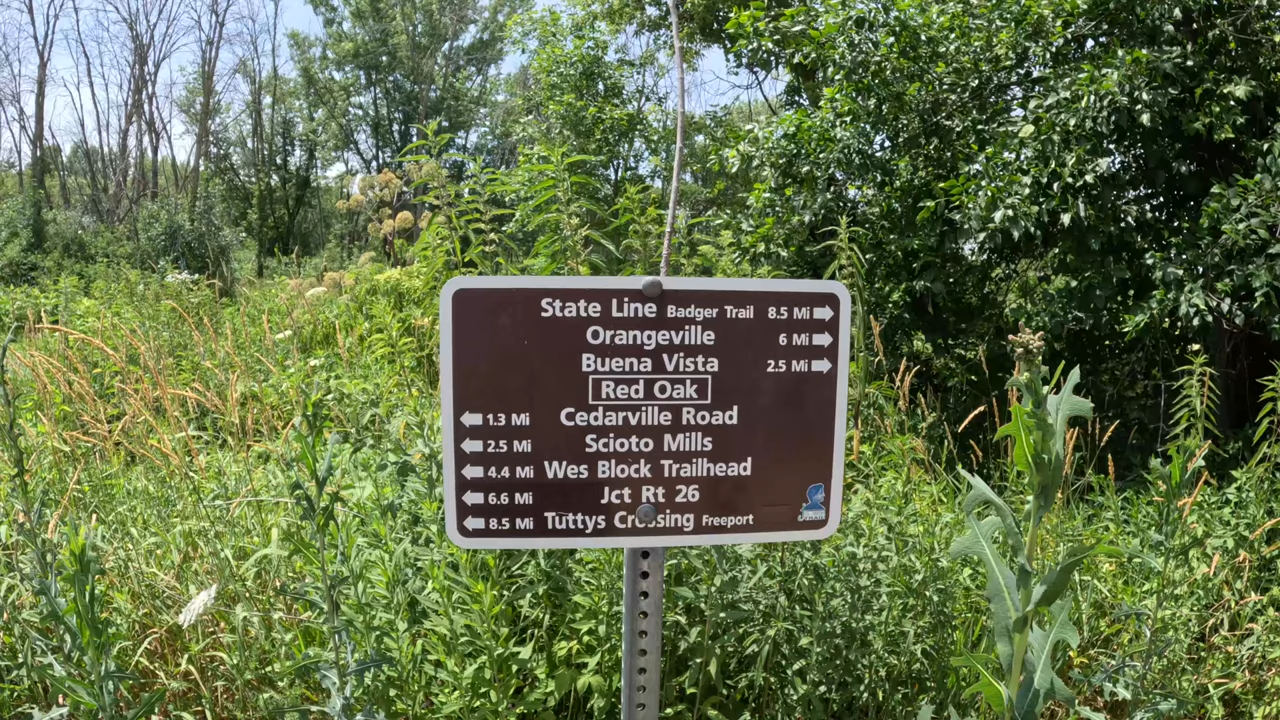 State Line Badger Trail 8.5 Mi
Orangeville 6 Mi
Buena Vista 2.5 Mi
Red Oak
1.3 Mi Cedarville Road
2.5 Mi Scioto Mills
4.4 Mi Wes Block Trailhead
6.6 Mi Jct Rt 26
8.5 Mi Tuttys Crossing Freeport